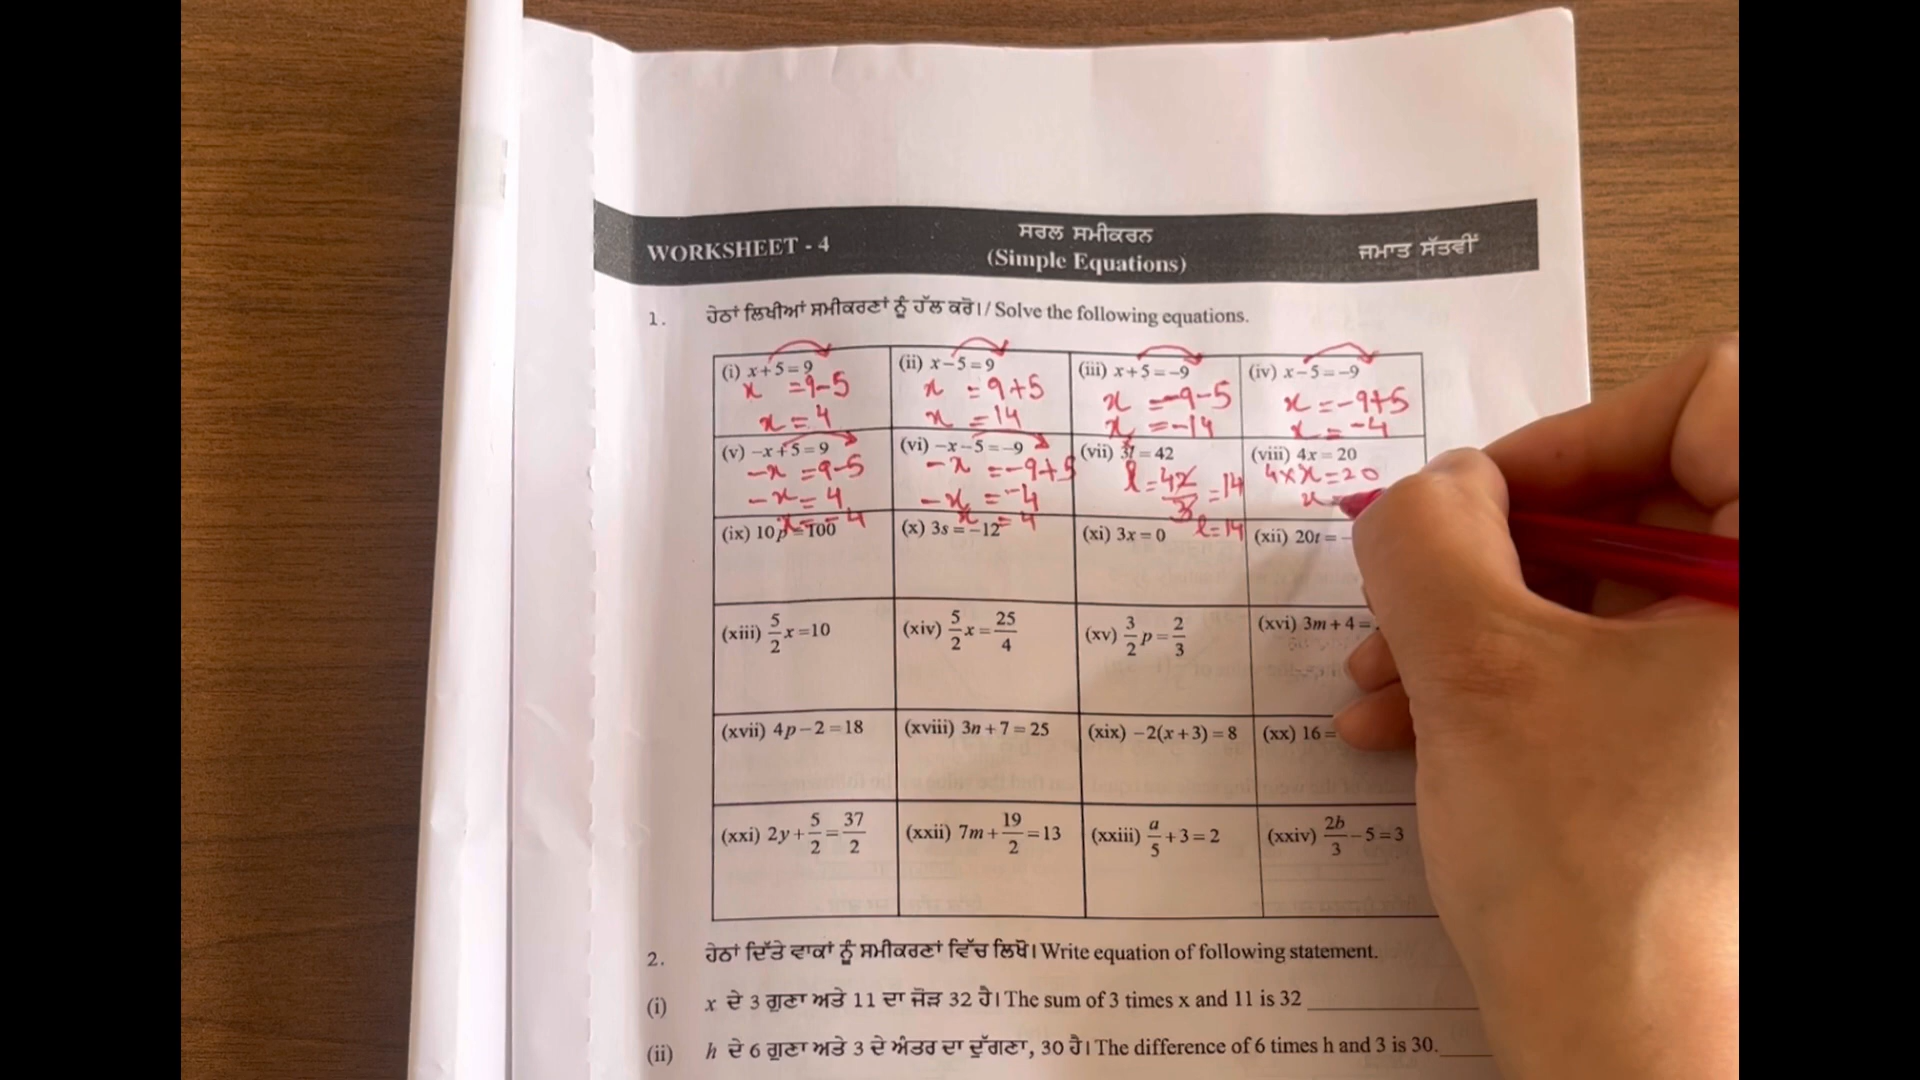 WORKSHEET - 4
ਸਰਲ ਸਮੀਕਰਨ
(Simple Equations)
ਜਮਾਤ ਸੱਤਵੀਂ
1. ਹੇਠਾਂ ਲਿਖੀਆਂ ਸਮੀਕਰਣਾਂ ਨੂੰ ਹੱਲ ਕਰੋ। / Solve the following equations.
(i) x + 5 = 9
x = 9 - 5
x = 4
(ii) x - 5 = 9
x = 9 + 5
x = 14
(iii) x + 5 = -9
x = -9 - 5
x = -14
(iv) x - 5 = -9
x = -9 + 5
x = -4
(v) -x + 5 = 9
-x = 9 - 5
-x = 4
x = -4
(vi) -x - 5 = -9
-x = -9 + 5
-x = -4
x = 4
(vii) 3l = 42
l = 42/3 = 14
l = 14
(viii) 4x = 20
4 × x = 20
x =
(ix) 10p = 100
(x) 3s = -12
(xi) 3x = 0
(xii) 20t = -
(xiii) 5/2 x = 10
(xiv) 5/2 x = 25/4
(xv) 3/2 p = 2/3
(xvi) 3m + 4 =
(xvii) 4p - 2 = 18
(xviii) 3n + 7 = 25
(xix) -2(x + 3) = 8
(xx) 16 =
(xxi) 2y + 5/2 = 37/2
(xxii) 7m + 19/2 = 13
(xxiii) a/5 + 3 = 2
(xxiv) 2b/3 - 5 = 3
2. ਹੇਠਾਂ ਦਿੱਤੇ ਵਾਕਾਂ ਨੂੰ ਸਮੀਕਰਣਾਂ ਵਿੱਚ ਲਿਖੋ। Write equation of following statement.
(i) x ਦੇ 3 ਗੁਣਾ ਅਤੇ 11 ਦਾ ਜੋੜ 32 ਹੈ। The sum of 3 times x and 11 is 32
(ii) h ਦੇ 6 ਗੁਣਾ ਅਤੇ 3 ਦੇ ਅੰਤਰ ਦਾ ਦੁੱਗਣਾ, 30 ਹੈ। The difference of 6 times h and 3 is 30.